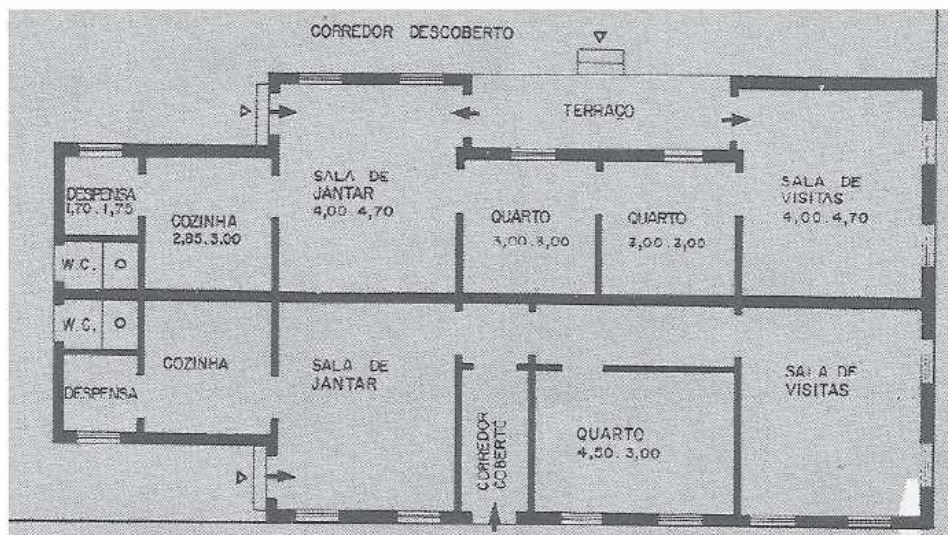 CORREDOR DESCOBERTO
TERRAÇO
SALA DE
JANTAR
4,00.4,70
SALA DE
VISITAS
4,00.4,70
DESPENSA
1,70.1,75
COZINHA
2,85.3,00
QUARTO
3,00.3,00
QUARTO
3,00.3,00
W.C.
W.C.
COZINHA
SALA DE
JANTAR
SALA DE
VISITAS
DESPENSA
CORREDOR
COBERTO
QUARTO
4,50.3,00